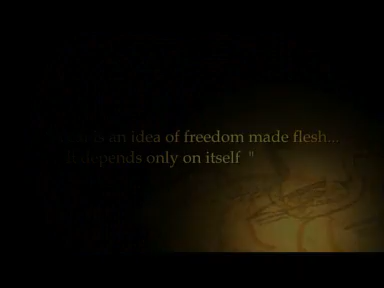 is an idea of freedom made flesh...
depends only on itself "